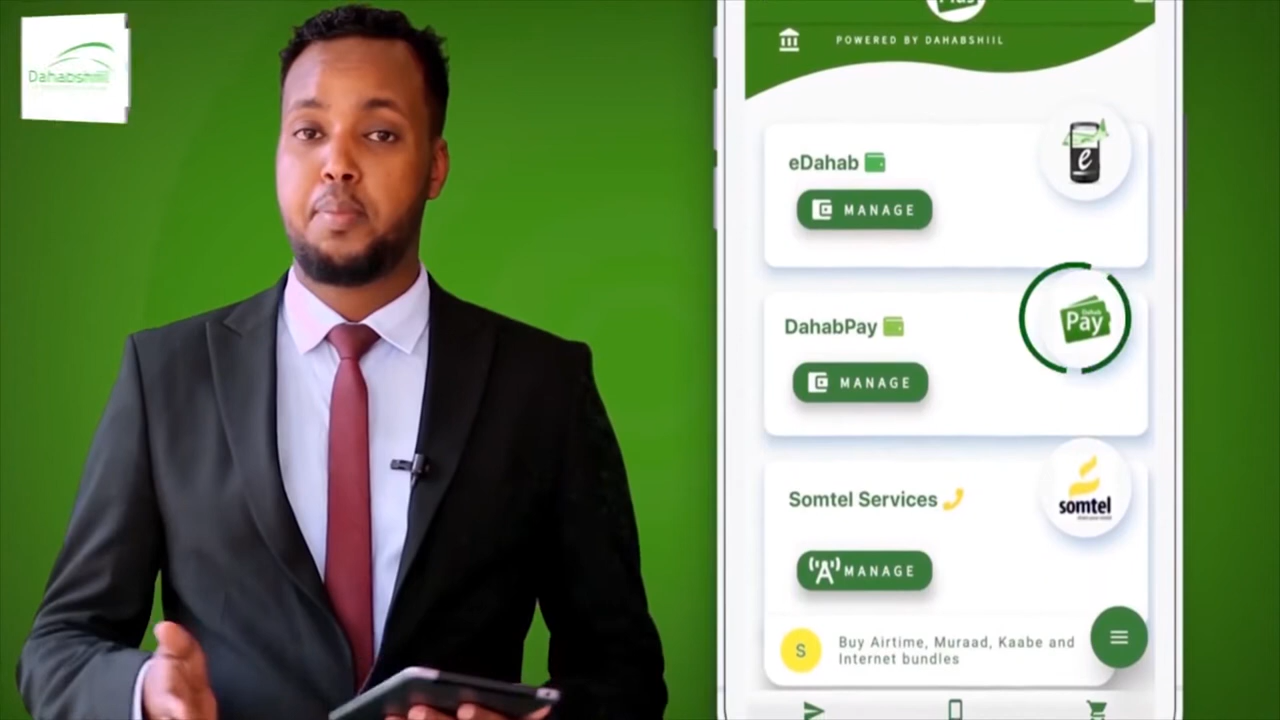 Dahabshiil
POWERED BY DAHABSHIIL
eDahab
e
MANAGE
DahabPay
Dahab
Pay
MANAGE
Somtel Services
somtel
MANAGE
S
Buy Airtime, Muraad, Kaabe and
Internet bundles